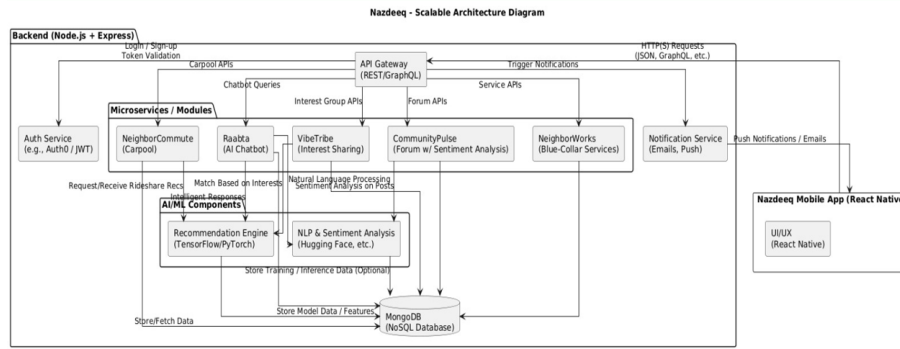 Nazdeeq - Scalable Architecture Diagram
Backend (Node.js + Express)
Login / Sign-up
Token Validation
HTTP(S) Requests
(JSON, GraphQL, etc.)
API Gateway
(REST/GraphQL)
Carpool APIs
Trigger Notifications
Chatbot Queries
Service APIs
Interest Group APIs
Forum APIs
Microservices / Modules
Auth Service
(e.g., Auth0 / JWT)
NeighborCommute
(Carpool)
Raabta
(AI Chatbot)
VibeTribe
(Interest Sharing)
CommunityPulse
(Forum w/ Sentiment Analysis)
NeighborWorks
(Blue-Collar Services)
Notification Service
(Emails, Push)
Push Notifications / Emails
Request/Receive Rideshare Recs
Match Based on Interests
Natural Language Processing
Sentiment Analysis on Posts
Intelligent Responses
AI/ML Components
Recommendation Engine
(TensorFlow/PyTorch)
NLP & Sentiment Analysis
(Hugging Face, etc.)
Nazdeeq Mobile App (React Native
UI/UX
(React Native)
Store Training / Inference Data (Optional)
Store Model Data / Features
Store/Fetch Data
MongoDB
(NoSQL Database)